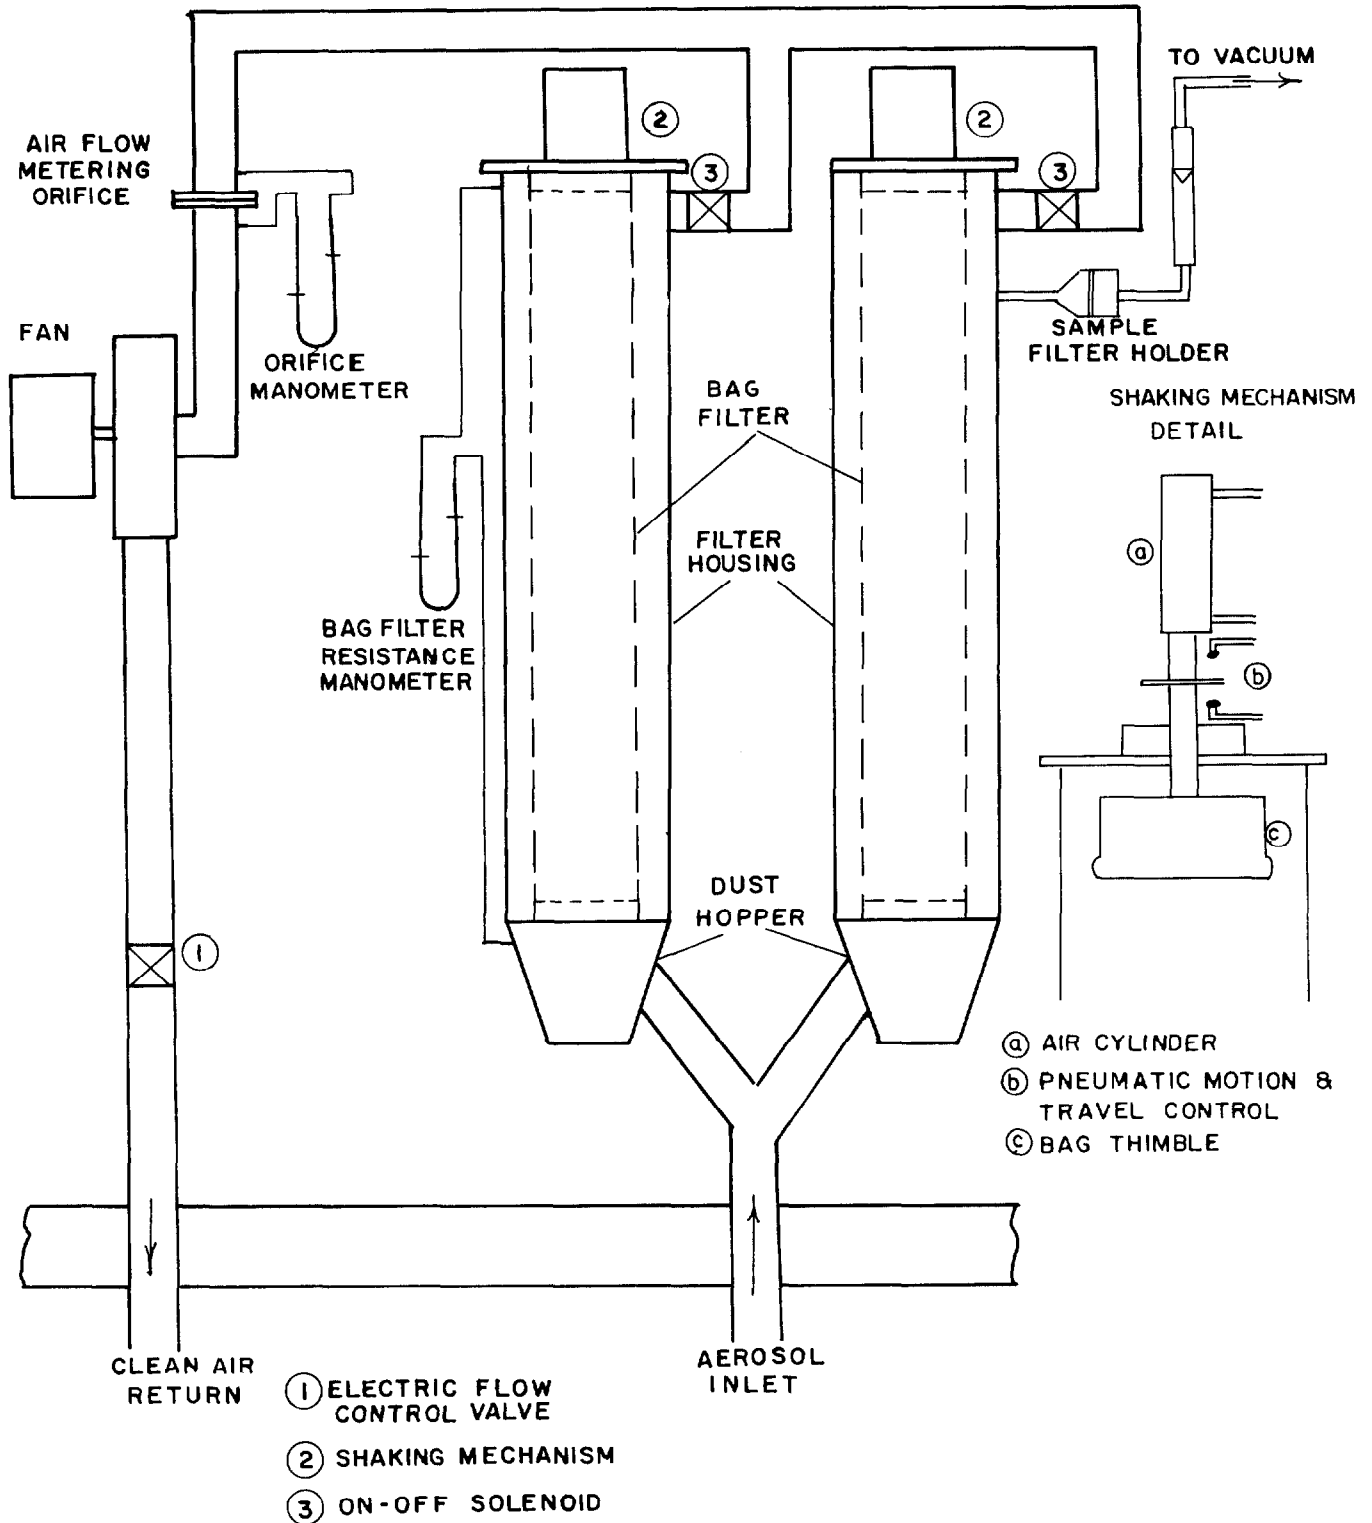 TO VACUUM
②
②
③
③
AIR FLOW
METERING
ORIFICE
FAN
ORIFICE
MANOMETER
SAMPLE
FILTER HOLDER
BAG
FILTER
SHAKING MECHANISM
DETAIL
FILTER
HOUSING
ⓐ
BAG FILTER
RESISTANCE
MANOMETER
ⓑ
ⓒ
DUST
HOPPER
①
ⓐ AIR CYLINDER
ⓑ PNEUMATIC MOTION &
TRAVEL CONTROL
ⓒ BAG THIMBLE
CLEAN AIR
RETURN
AEROSOL
INLET
① ELECTRIC FLOW
CONTROL VALVE
② SHAKING MECHANISM
③ ON-OFF SOLENOID